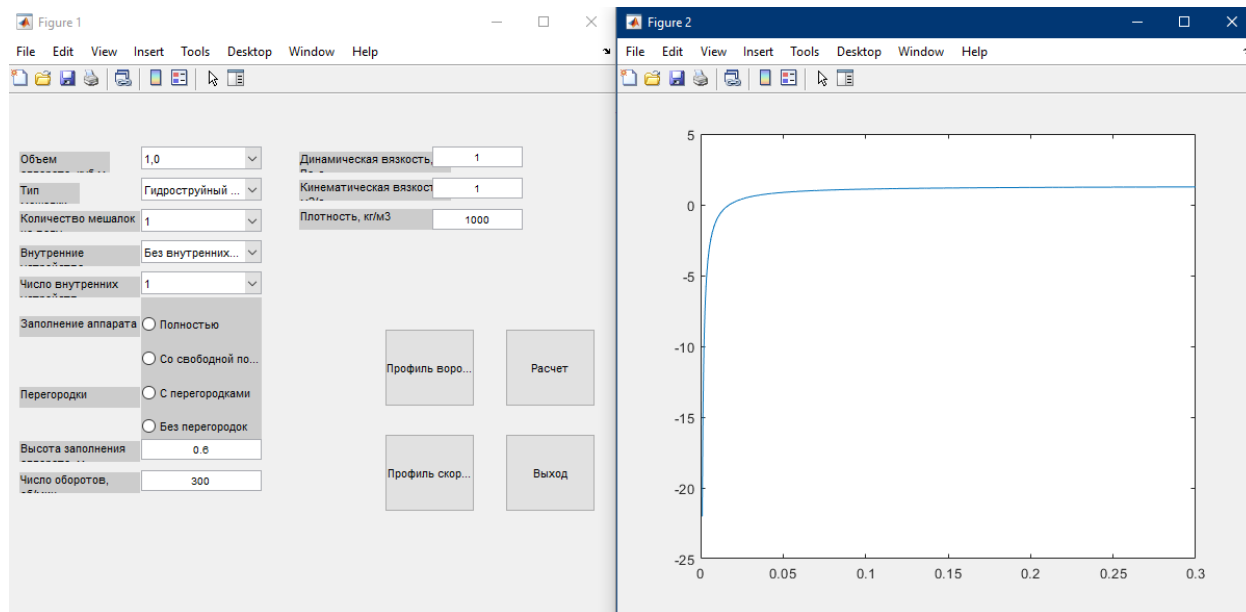 Figure 1
File Edit View Insert Tools Desktop Window Help
Объем
1,0
Тип
Гидроструйный ...
Количество мешалок
1
Внутренние
Без внутренних...
Число внутренних
1
Заполнение аппарата
Полностью
Со свободной по...
Перегородки
С перегородками
Без перегородок
Высота заполнения
0.6
Число оборотов,
300
Динамическая вязкость,
1
Кинематическая вязкост
1
Плотность, кг/м3
1000
Профиль воро...
Расчет
Профиль скор...
Выход
Figure 2
File Edit View Insert Tools Desktop Window Help
5
0
-5
-10
-15
-20
-25
0 0.05 0.1 0.15 0.2 0.25 0.3